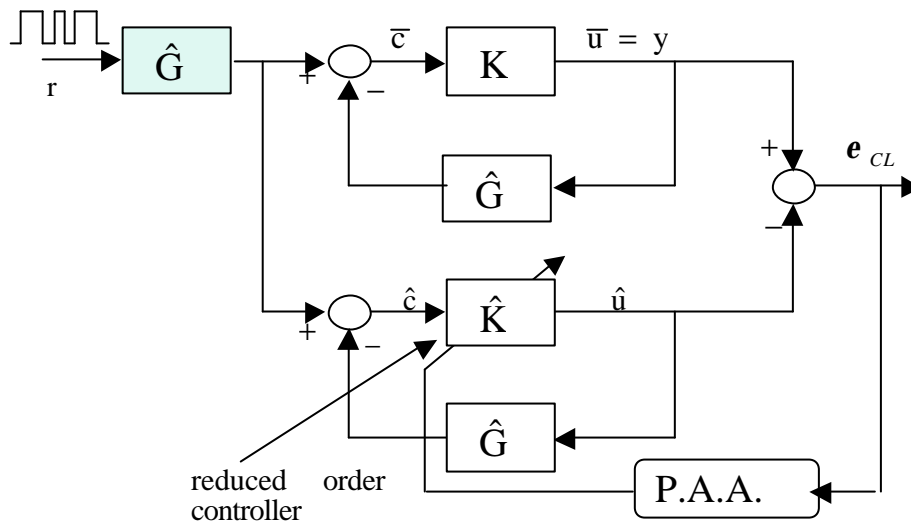 r
Ĝ
+
−
c̅
K
u̅ = y
Ĝ
+
−
e CL
+
−
ĉ
K̂
û
Ĝ
reduced order
controller
P.A.A.